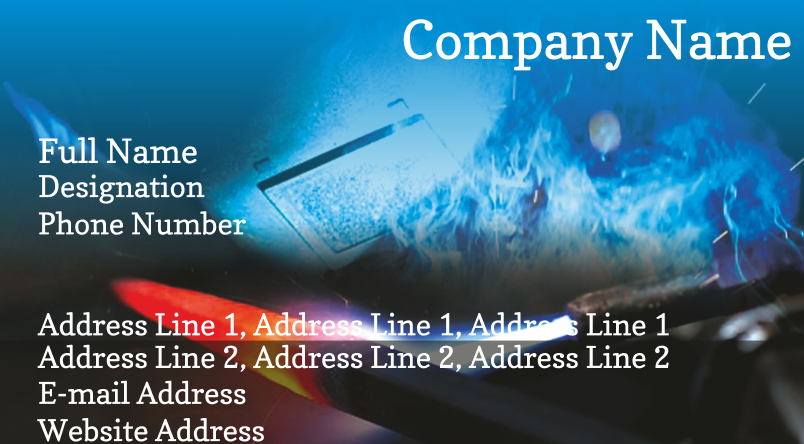 Company Name
Full Name
Designation
Phone Number
Address Line 1, Address Line 1, Address Line 1
Address Line 2, Address Line 2, Address Line 2
E-mail Address
Website Address